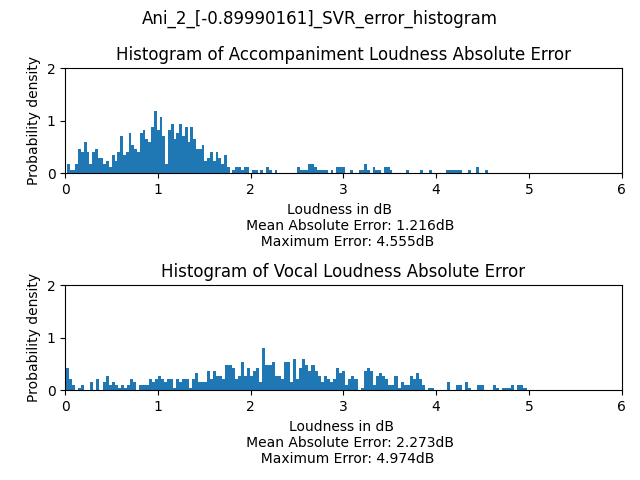 Ani_2_[-0.89990161]_SVR_error_histogram
Histogram of Accompaniment Loudness Absolute Error
Probability density
2
1
0
0 1 2 3 4 5 6
Loudness in dB
Mean Absolute Error: 1.216dB
Maximum Error: 4.555dB
Histogram of Vocal Loudness Absolute Error
Probability density
2
1
0
0 1 2 3 4 5 6
Loudness in dB
Mean Absolute Error: 2.273dB
Maximum Error: 4.974dB